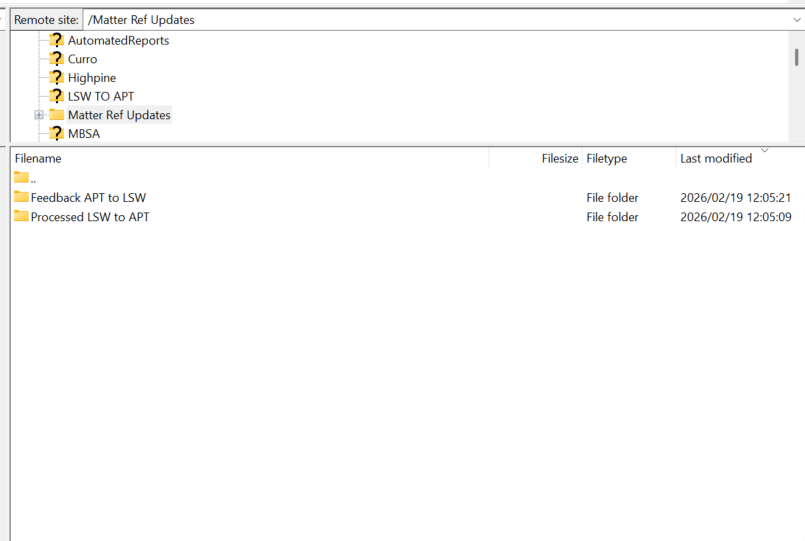 Remote site: /Matter Ref Updates
AutomatedReports
Curro
Highpine
LSW TO APT
Matter Ref Updates
MBSA
Filename Filesize Filetype Last modified
..
Feedback APT to LSW File folder 2026/02/19 12:05:21
Processed LSW to APT File folder 2026/02/19 12:05:09